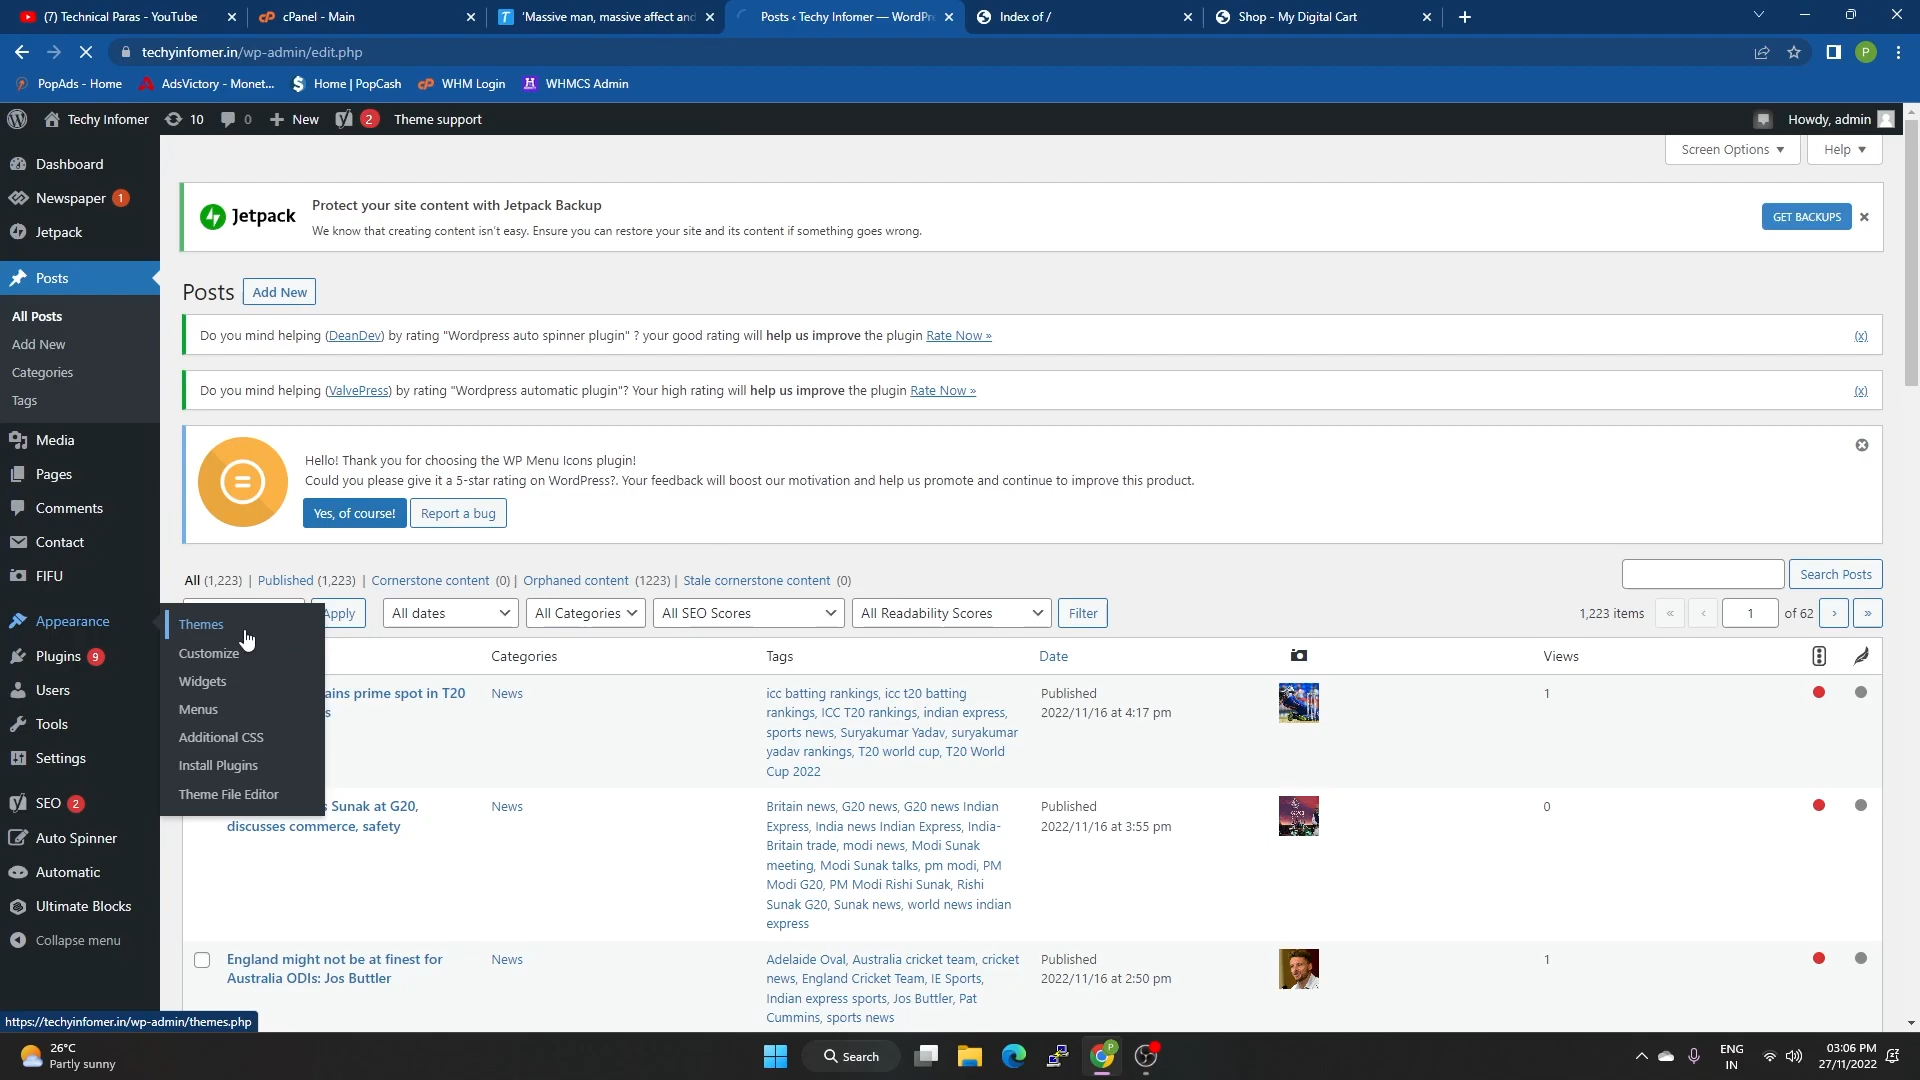 (7) Technical Paras - YouTube
cPanel - Main
'Massive man, massive affect and
Posts ‹ Techy Infomer — WordPre
Index of /
Shop - My Digital Cart
techyinfomer.in/wp-admin/edit.php
PopAds - Home
AdsVictory - Monet...
Home | PopCash
WHM Login
WHMCS Admin
Techy Infomer
10
0
New
2
Theme support
Howdy, admin
Dashboard
Newspaper 1
Jetpack
Posts
All Posts
Add New
Categories
Tags
Media
Pages
Comments
Contact
FIFU
Appearance
Plugins 9
Users
Tools
Settings
SEO 2
Auto Spinner
Automatic
Ultimate Blocks
Collapse menu
Themes
Customize
Widgets
Menus
Additional CSS
Install Plugins
Theme File Editor
Screen Options
Help
Jetpack
Protect your site content with Jetpack Backup
We know that creating content isn't easy. Ensure you can restore your site and its content if something goes wrong.
GET BACKUPS
Posts
Add New
Do you mind helping (DeanDev) by rating "Wordpress auto spinner plugin" ? your good rating will help us improve the plugin Rate Now »
(x)
Do you mind helping (ValvePress) by rating "Wordpress automatic plugin"? Your high rating will help us improve the plugin Rate Now »
(x)
Hello! Thank you for choosing the WP Menu Icons plugin!
Could you please give it a 5-star rating on WordPress?. Your feedback will boost our motivation and help us promote and continue to improve this product.
Yes, of course!
Report a bug
All (1,223) | Published (1,223) | Cornerstone content (0) | Orphaned content (1223) | Stale cornerstone content (0)
Search Posts
Apply
All dates
All Categories
All SEO Scores
All Readability Scores
Filter
1,223 items
«
‹
1
of 62
›
»
Categories
Tags
Date
Views
ains prime spot in T20
s
News
icc batting rankings, icc t20 batting
rankings, ICC T20 rankings, indian express,
sports news, Suryakumar Yadav, suryakumar
yadav rankings, T20 world cup, T20 World
Cup 2022
Published
2022/11/16 at 4:17 pm
1
s Sunak at G20,
discusses commerce, safety
News
Britain news, G20 news, G20 news Indian
Express, India news Indian Express, India-
Britain trade, modi news, Modi Sunak
meeting, Modi Sunak talks, pm modi, PM
Modi G20, PM Modi Rishi Sunak, Rishi
Sunak G20, Sunak news, world news indian
express
Published
2022/11/16 at 3:55 pm
0
England might not be at finest for
Australia ODIs: Jos Buttler
News
Adelaide Oval, Australia cricket team, cricket
news, England Cricket Team, IE Sports,
Indian express sports, Jos Buttler, Pat
Cummins, sports news
Published
2022/11/16 at 2:50 pm
1
https://techyinfomer.in/wp-admin/themes.php
26°C
Partly sunny
Search
ENG
IN
03:06 PM
27/11/2022